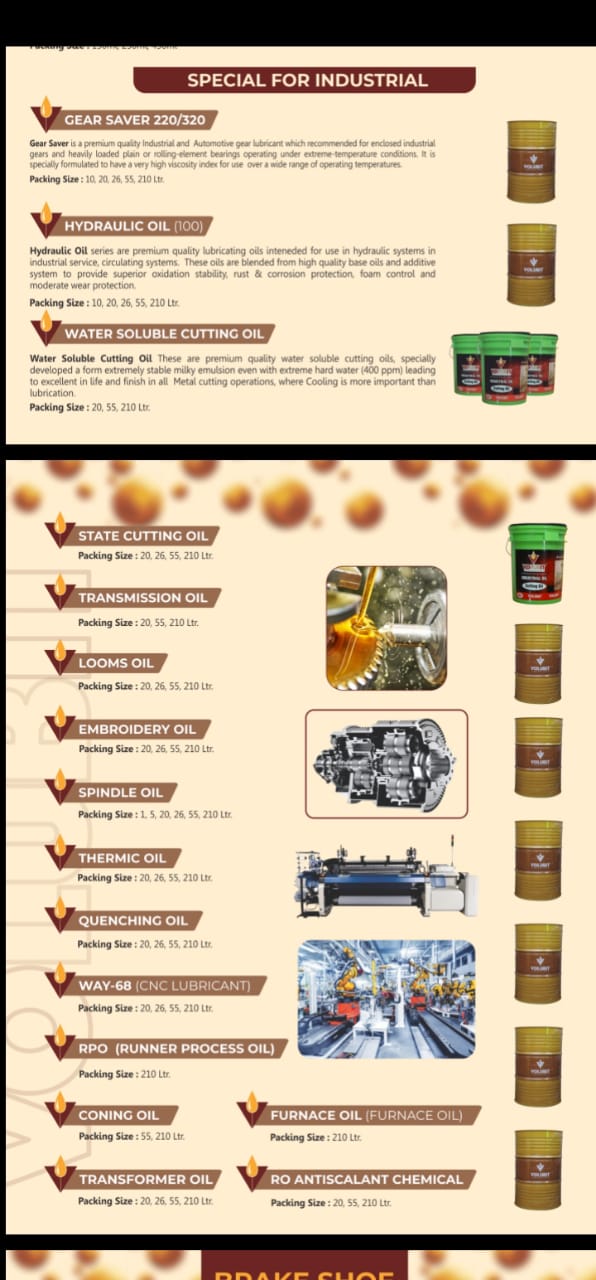 Packing Size : 150ml, 250ml, 450ml.
SPECIAL FOR INDUSTRIAL
GEAR SAVER 220/320
Gear Saver is a premium quality Industrial and Automotive gear lubricant which recommended for enclosed industrial
gears and heavily loaded plain or rolling-element bearings operating under extreme-temperature conditions. It is
specially formulated to have a very high viscosity index for use over a wide range of operating temperatures.
Packing Size : 10, 20, 26, 55, 210 Ltr.
HYDRAULIC OIL (100)
Hydraulic Oil series are premium quality lubricating oils inteneded for use in hydraulic systems in
industrial service, circulating systems. These oils are blended from high quality base oils and additive
system to provide superior oxidation stability, rust & corrosion protection, foam control and
moderate wear protection.
Packing Size : 10, 20, 26, 55, 210 Ltr.
WATER SOLUBLE CUTTING OIL
Water Soluble Cutting Oil These are premium quality water soluble cutting oils, specially
developed a form extremely stable milky emulsion even with extreme hard water (400 ppm) leading
to excellent in life and finish in all Metal cutting operations, where Cooling is more important than
lubrication.
Packing Size : 20, 55, 210 Ltr.
STATE CUTTING OIL
Packing Size : 20, 26, 55, 210 Ltr.
TRANSMISSION OIL
Packing Size : 20, 55, 210 Ltr.
LOOMS OIL
Packing Size : 20, 26, 55, 210 Ltr.
EMBROIDERY OIL
Packing Size : 20, 26, 55, 210 Ltr.
SPINDLE OIL
Packing Size : 1, 5, 20, 26, 55, 210 Ltr.
THERMIC OIL
Packing Size : 20, 26, 55, 210 Ltr.
QUENCHING OIL
Packing Size : 20, 26, 55, 210 Ltr.
WAY-68 (CNC LUBRICANT)
Packing Size : 20, 26, 55, 210 Ltr.
RPO (RUNNER PROCESS OIL)
Packing Size : 210 Ltr.
CONING OIL
Packing Size : 55, 210 Ltr.
FURNACE OIL (FURNACE OIL)
Packing Size : 210 Ltr.
TRANSFORMER OIL
Packing Size : 20, 26, 55, 210 Ltr.
RO ANTISCALANT CHEMICAL
Packing Size : 20, 55, 210 Ltr.
BRAKE SHOE